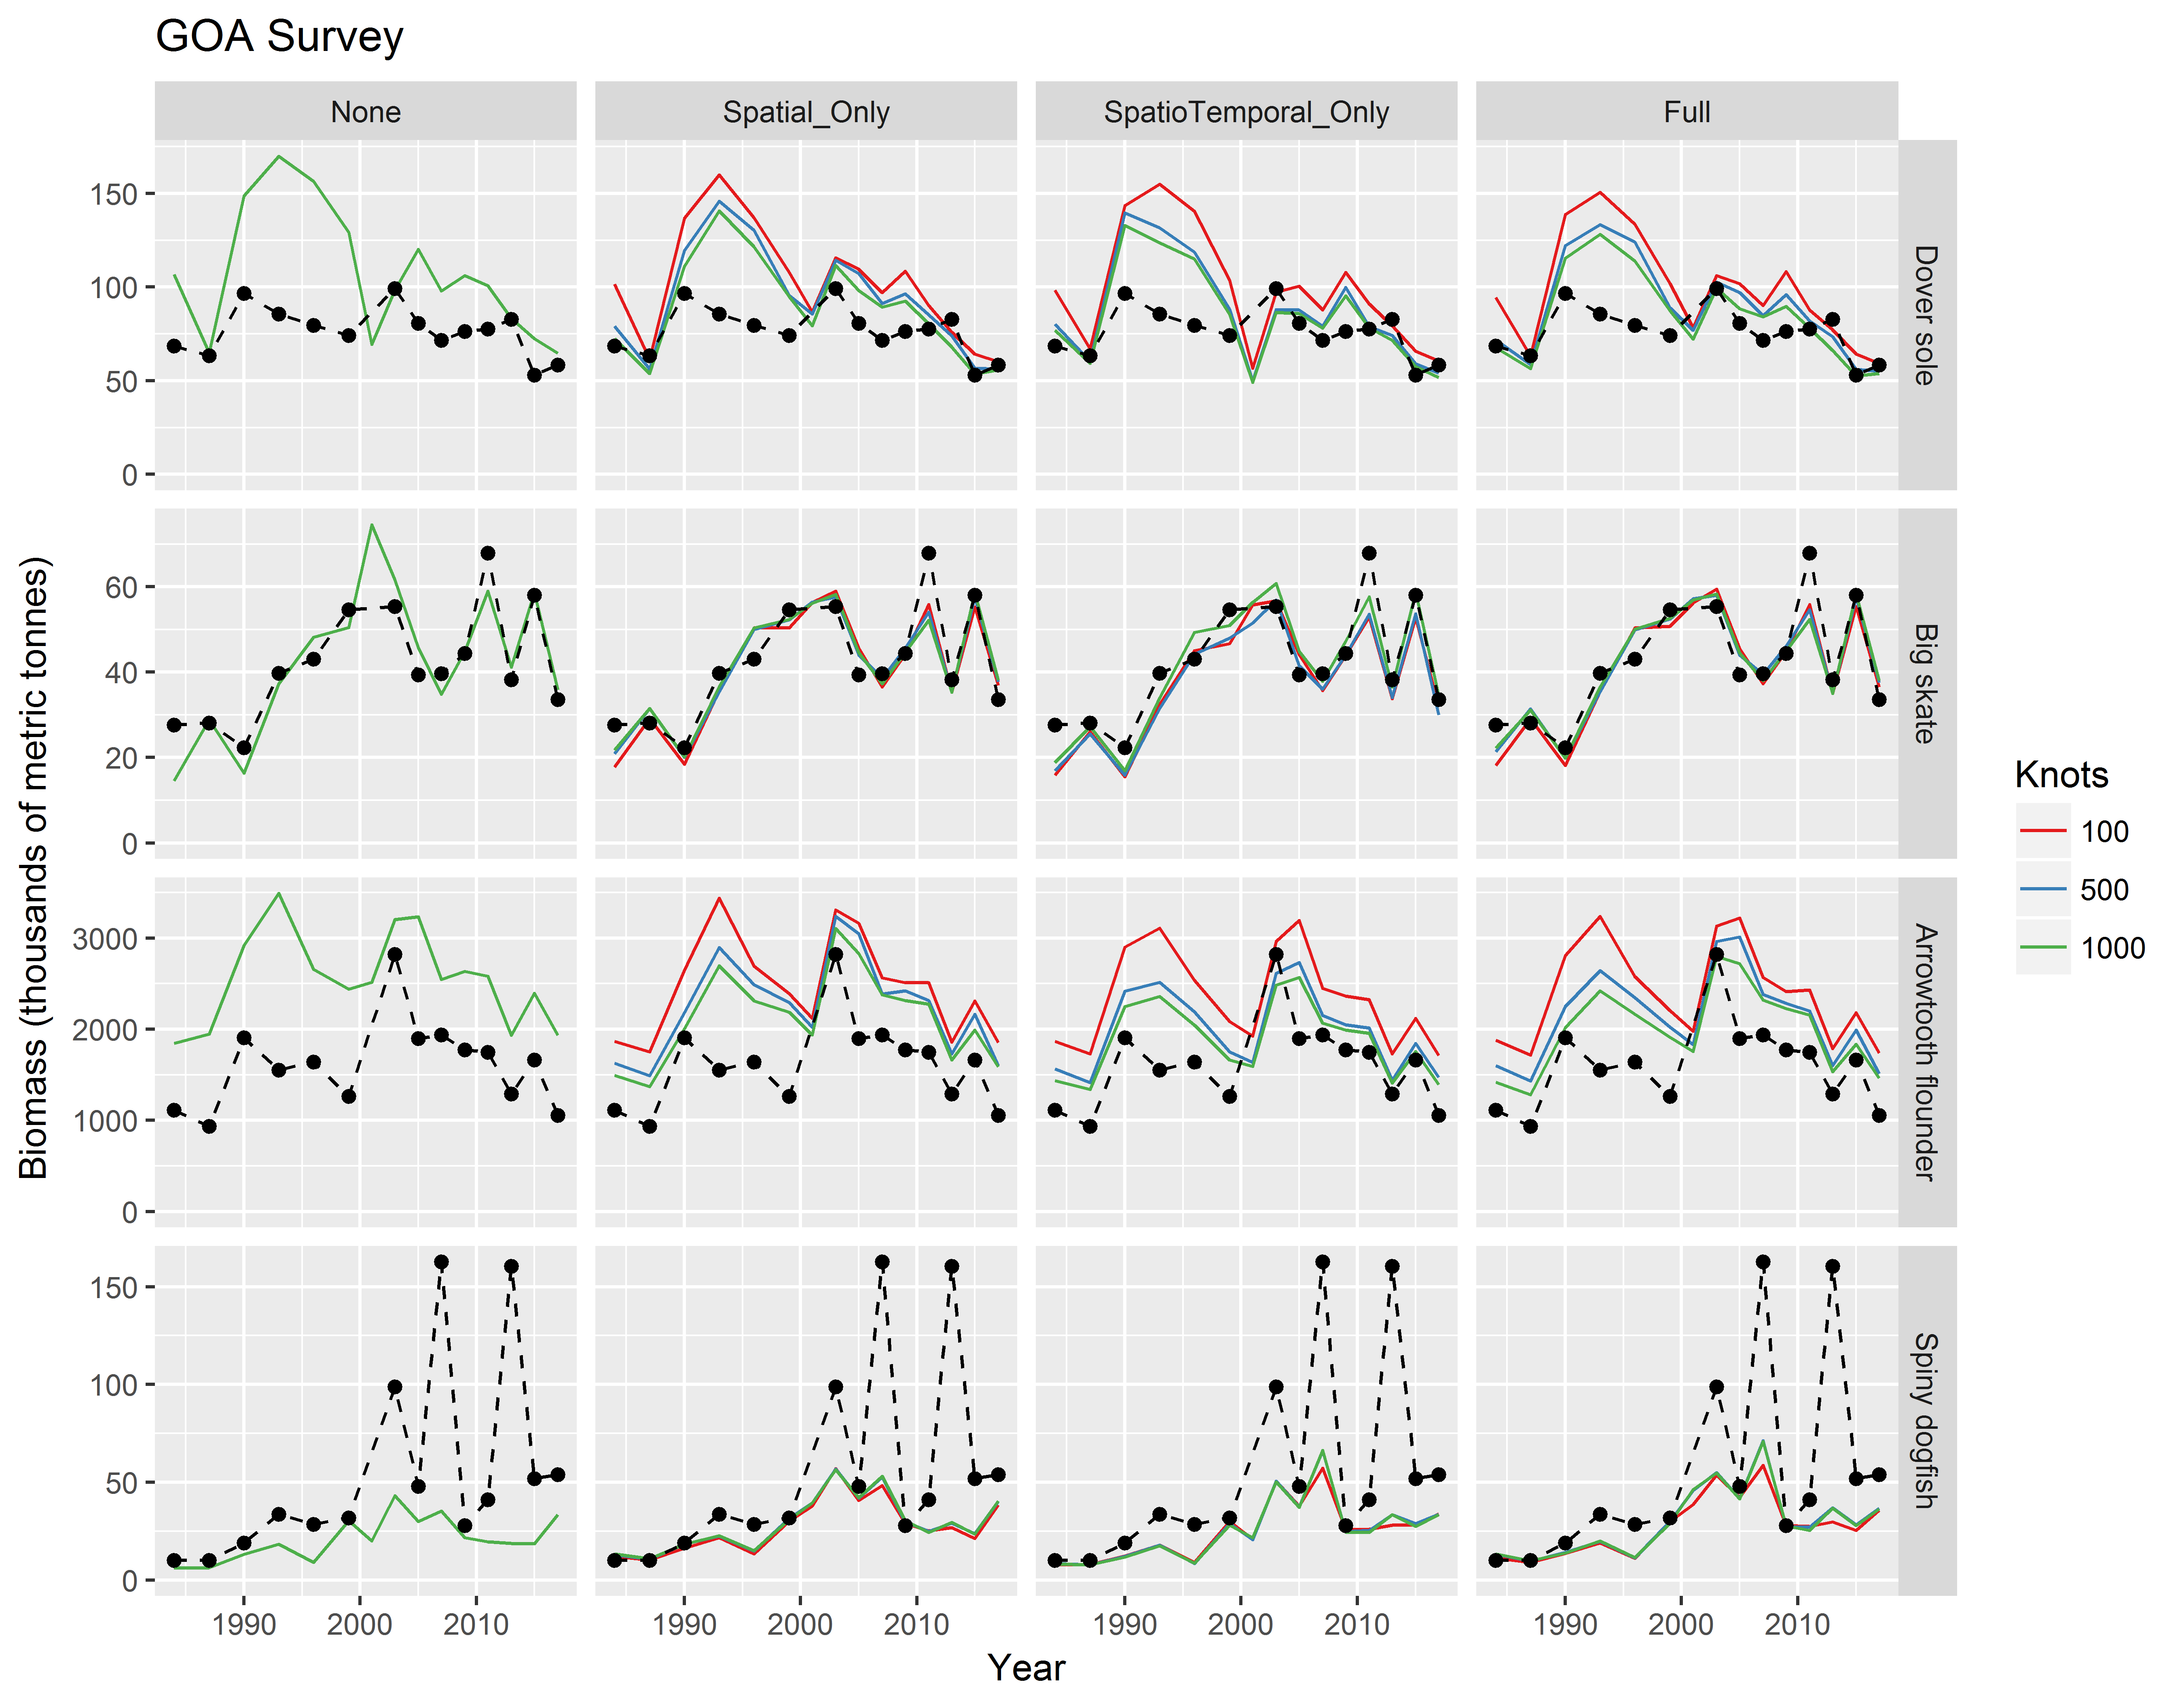 GOA Survey
None Spatial_Only SpatioTemporal_Only Full
150
100
50
0
Dover sole
60
40
20
0
Big skate
3000
2000
1000
0
Arrowtooth flounder
150
100
50
0
Spiny dogfish
1990 2000 2010 1990 2000 2010 1990 2000 2010 1990 2000 2010
Year
Biomass (thousands of metric tonnes)
Knots
100
500
1000